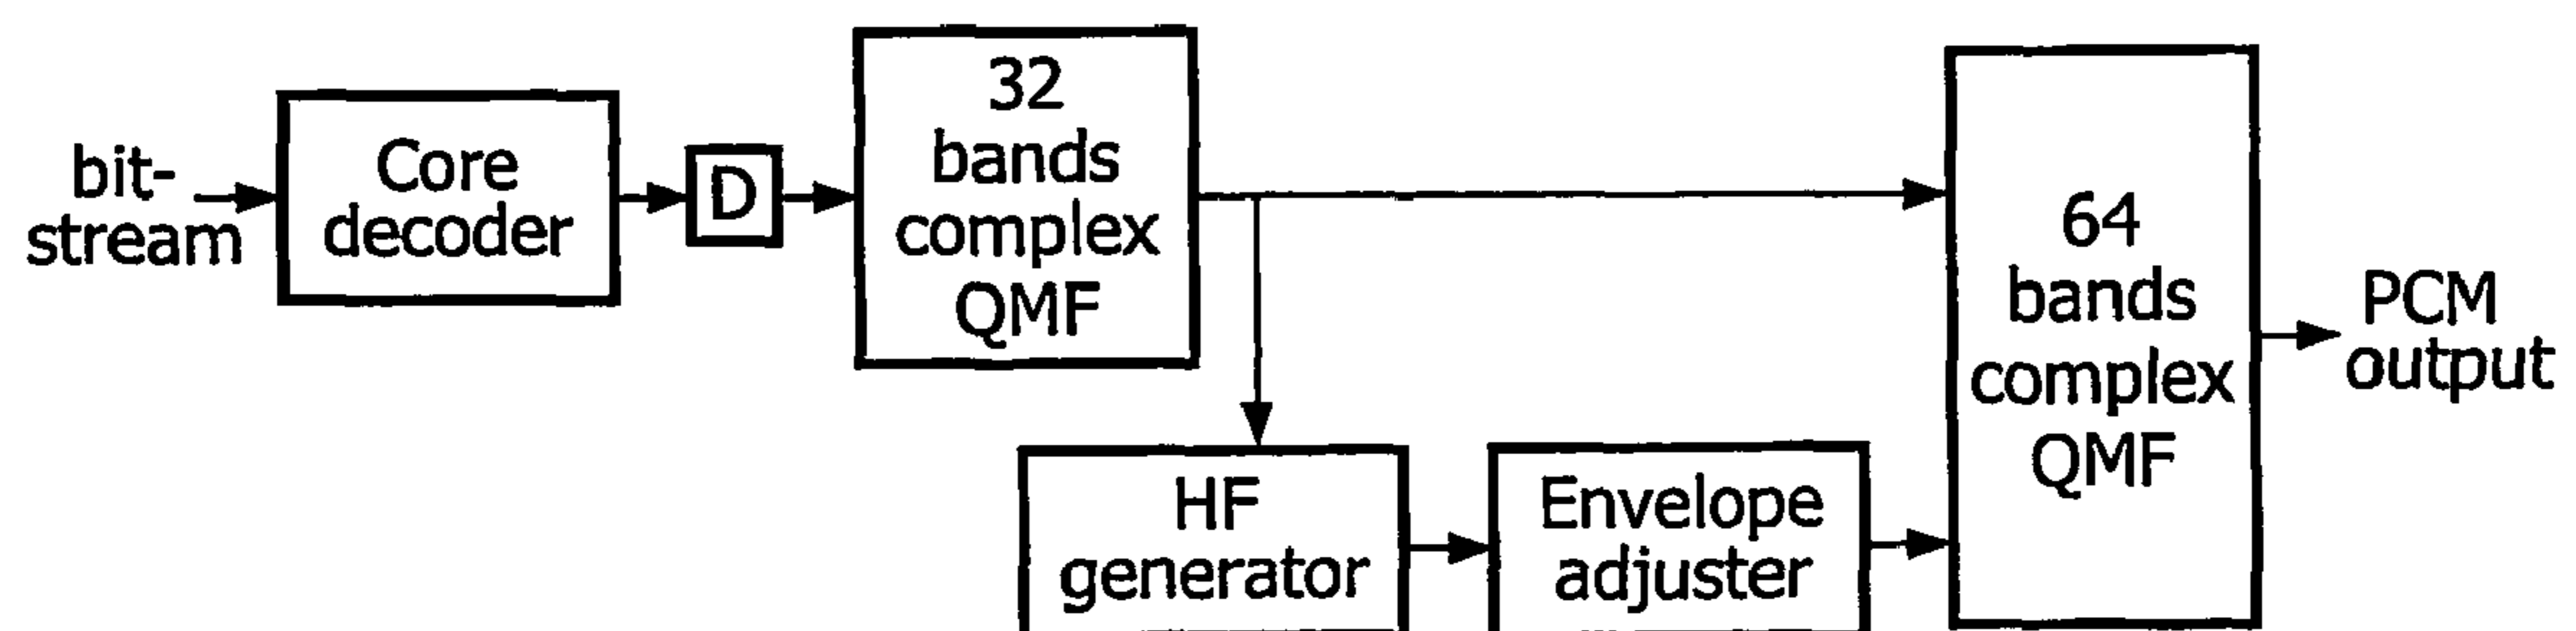 bit-
stream
Core
decoder
D
32
bands
complex
QMF
HF
generator
Envelope
adjuster
64
bands
complex
QMF
PCM
output